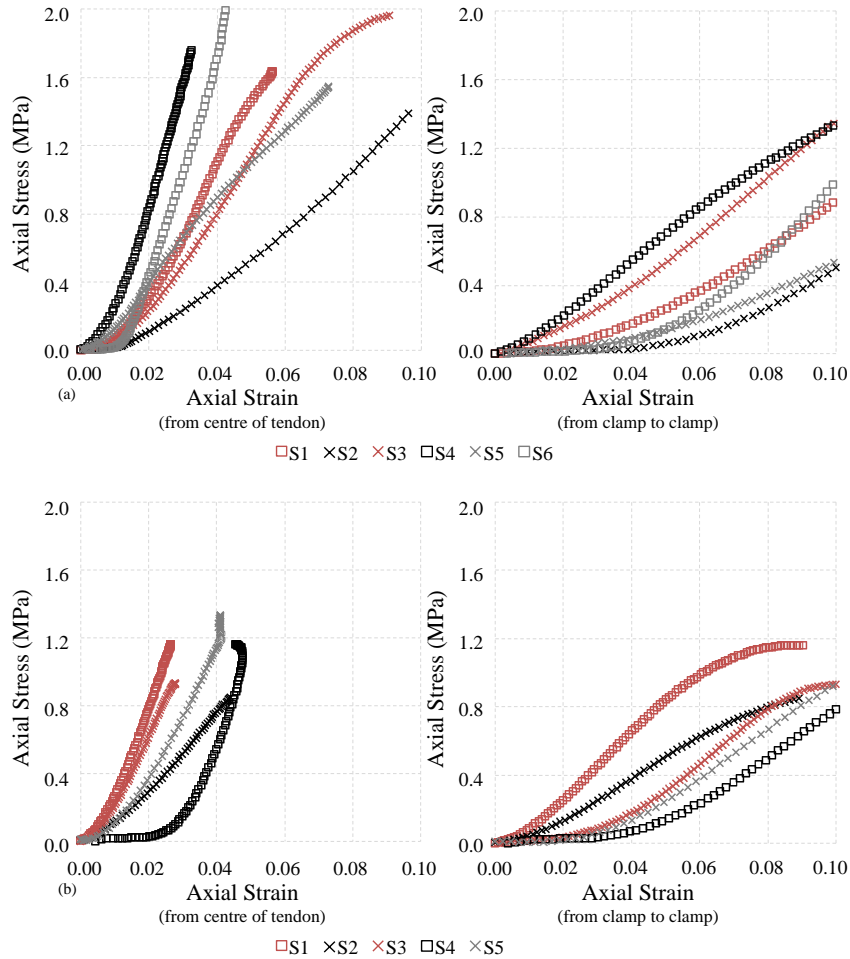 2.0
1.6
1.2
0.8
0.4
0.0
Axial Stress (MPa)
0.00 0.02 0.04 0.06 0.08 0.10
Axial Strain
(from centre of tendon)
(a)
2.0
1.6
1.2
0.8
0.4
0.0
Axial Stress (MPa)
0.00 0.02 0.04 0.06 0.08 0.10
Axial Strain
(from clamp to clamp)
S1 S2 S3 S4 S5 S6
2.0
1.6
1.2
0.8
0.4
0.0
Axial Stress (MPa)
0.00 0.02 0.04 0.06 0.08 0.10
Axial Strain
(from centre of tendon)
(b)
2.0
1.6
1.2
0.8
0.4
0.0
Axial Stress (MPa)
0.00 0.02 0.04 0.06 0.08 0.10
Axial Strain
(from clamp to clamp)
S1 S2 S3 S4 S5